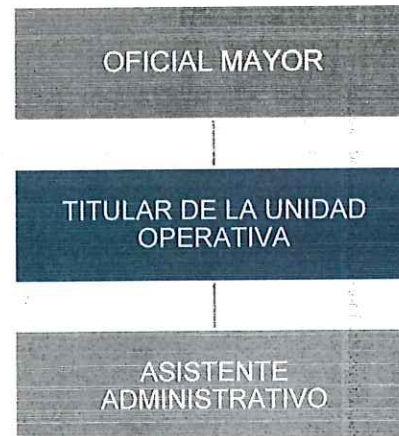 OFICIAL MAYOR
TITULAR DE LA UNIDAD
OPERATIVA
ASISTENTE
ADMINISTRATIVO